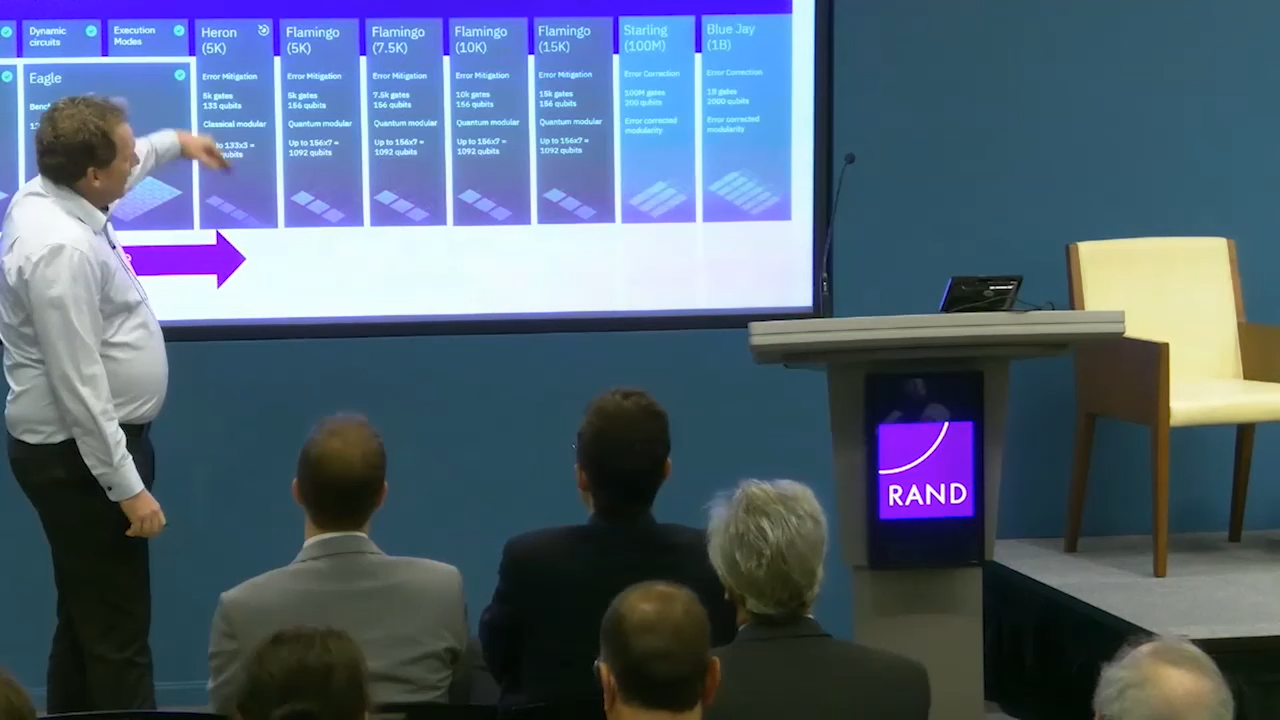 Dynamic
circuits
Execution
Modes
Eagle
Heron
(5K)
Error Mitigation
5k gates
133 qubits
Classical modular
to 133x3 =
qubits
Flamingo
(5K)
Error Mitigation
5k gates
156 qubits
Quantum modular
Up to 156x7 =
1092 qubits
Flamingo
(7.5K)
Error Mitigation
7.5k gates
156 qubits
Quantum modular
Up to 156x7 =
1092 qubits
Flamingo
(10K)
Error Mitigation
10k gates
156 qubits
Quantum modular
Up to 156x7 =
1092 qubits
Flamingo
(15K)
Error Mitigation
15k gates
156 qubits
Quantum modular
Up to 156x7 =
1092 qubits
Starling
(100M)
Error Correction
100M gates
200 qubits
Error corrected
modularity
Blue Jay
(1B)
Error Correction
1B gates
2000 qubits
Error corrected
modularity
RAND